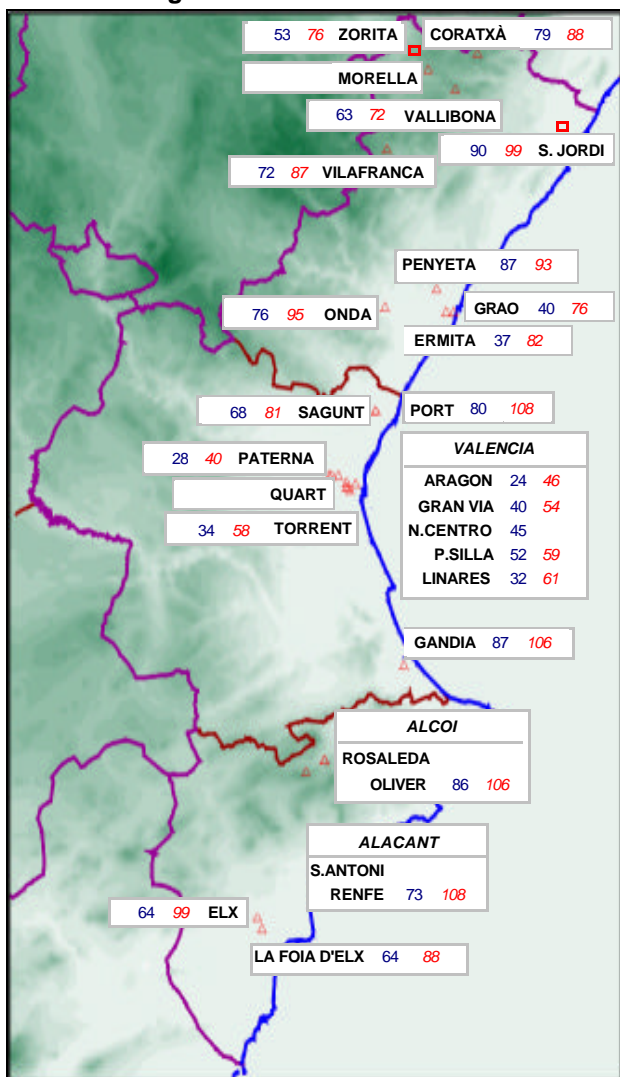 53 76 ZORITA
CORATXÀ 79 88
MORELLA
63 72 VALLIBONA
90 99 S. JORDI
72 87 VILAFRANCA
PENYETA 87 93
76 95 ONDA
GRAO 40 76
ERMITA 37 82
68 81 SAGUNT
PORT 80 108
28 40 PATERNA
QUART
34 58 TORRENT
VALENCIA
ARAGON 24 46
GRAN VIA 40 54
N.CENTRO 45
P.SILLA 52 59
LINARES 32 61
GANDIA 87 106
ALCOI
ROSALEDA
OLIVER 86 106
ALACANT
S.ANTONI
RENFE 73 108
64 99 ELX
LA FOIA D'ELX 64 88